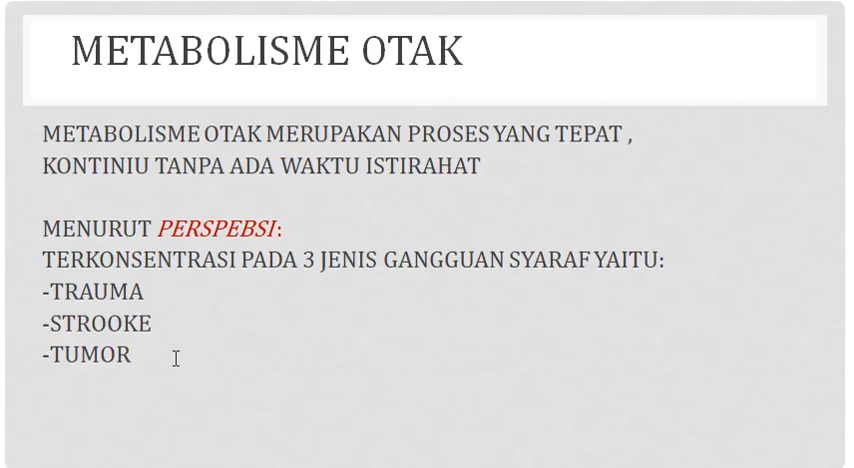 METABOLISME OTAK
METABOLISME OTAK MERUPAKAN PROSES YANG TEPAT ,
KONTINIU TANPA ADA WAKTU ISTIRAHAT
MENURUT PERSPEBSI:
TERKONSENTRASI PADA 3 JENIS GANGGUAN SYARAF YAITU:
-TRAUMA
-STROOKE
-TUMOR